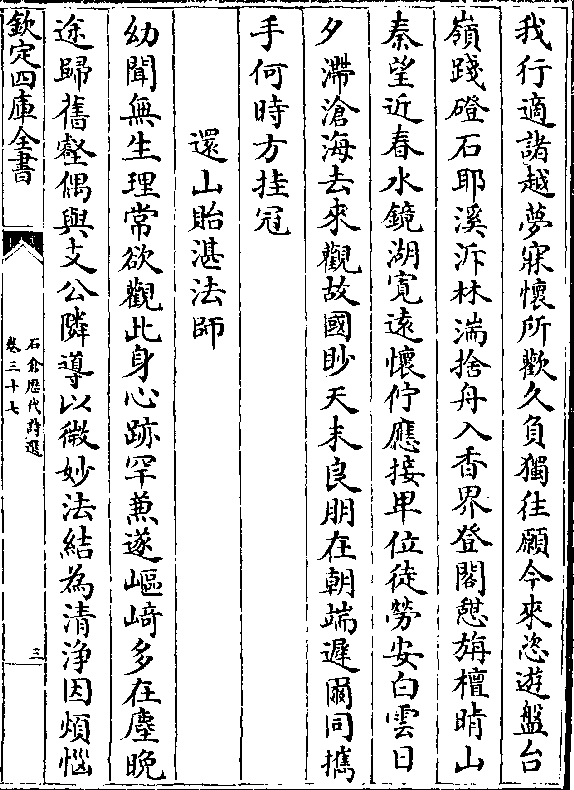 我行適諸越夢寐懷所歡久負獨往願今來恣遊盤台
嶺踐磴石耶溪泝林湍捨舟入香界登閣憩旃檀晴山
秦望近春水鏡湖寛遠懷佇應接卑位徒勞安白雲日
夕滯滄海去來觀故國眇天末良朋在朝端遲爾同攜
手何時方挂冠
還山貽湛法師
幼聞無生理常欲觀此身心跡罕兼遂嶇﨑多在塵晚
途歸舊壑偶與支公隣導以微妙法結為清浄因煩惱
欽定四庫全書
石倉歴代詩選
卷三十七
三